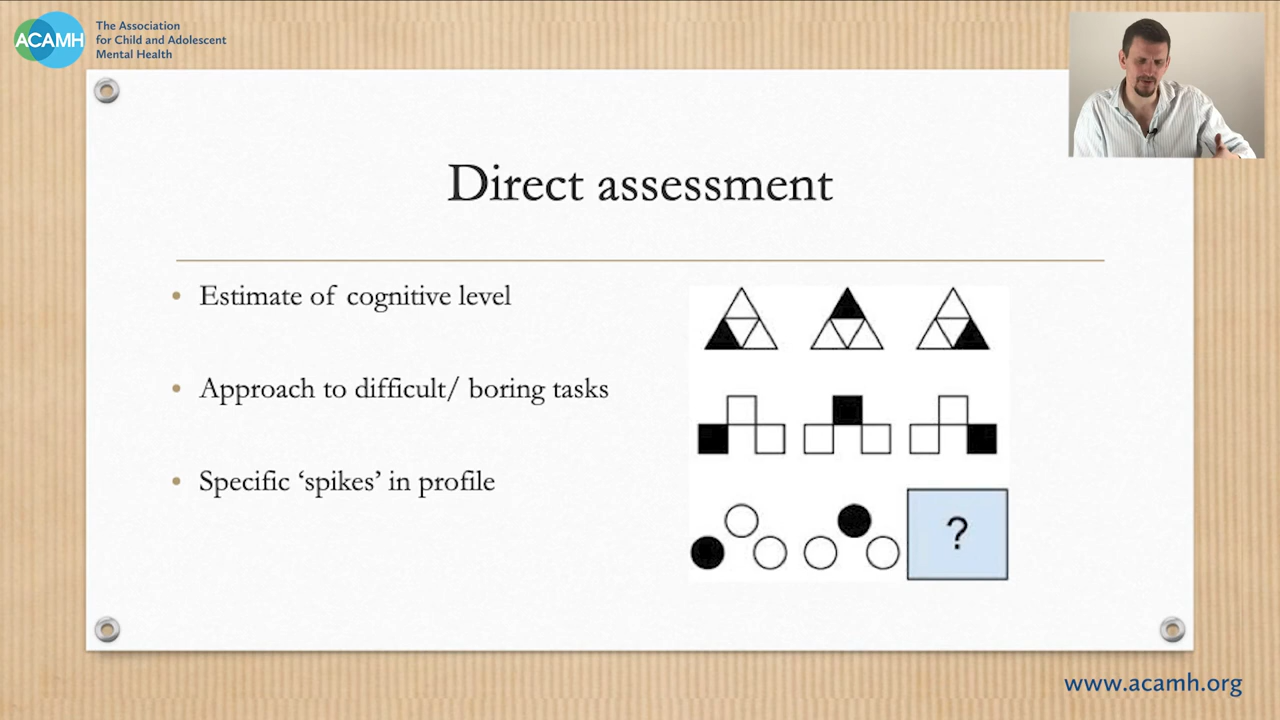 ACAMH
The Association
for Child and Adolescent
Mental Health
Direct assessment
• Estimate of cognitive level
• Approach to difficult/ boring tasks
• Specific ‘spikes’ in profile
?
www.acamh.org